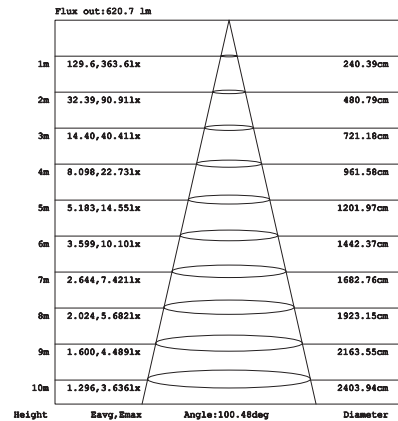 Flux out:620.7 lm
1m 129.6,363.6lx 240.39cm
2m 32.39,90.91lx 480.79cm
3m 14.40,40.41lx 721.18cm
4m 8.098,22.73lx 961.58cm
5m 5.183,14.55lx 1201.97cm
6m 3.599,10.10lx 1442.37cm
7m 2.644,7.421lx 1682.76cm
8m 2.024,5.682lx 1923.15cm
9m 1.600,4.489lx 2163.55cm
10m 1.296,3.636lx 2403.94cm
Height Eavg,Emax Angle:100.48deg Diameter